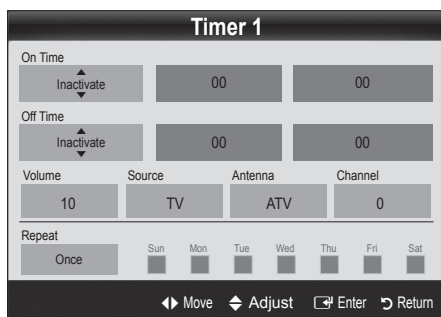 Timer 1
On Time
Inactivate 00 00
Off Time
Inactivate 00 00
Volume Source Antenna Channel
10 TV ATV 0
Repeat
Once Sun Mon Tue Wed Thu Fri Sat
Move Adjust Enter Return